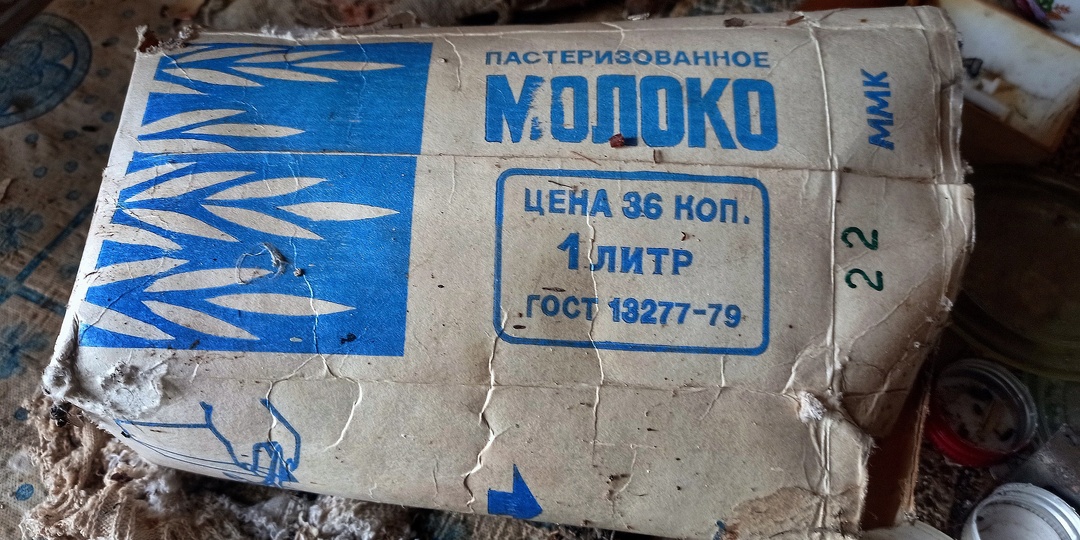 ПАСТЕРИЗОВАННОЕ
МОЛОКО
ЦЕНА 36 КОП.
1 ЛИТР
ГОСТ 13277-79
ММК
22